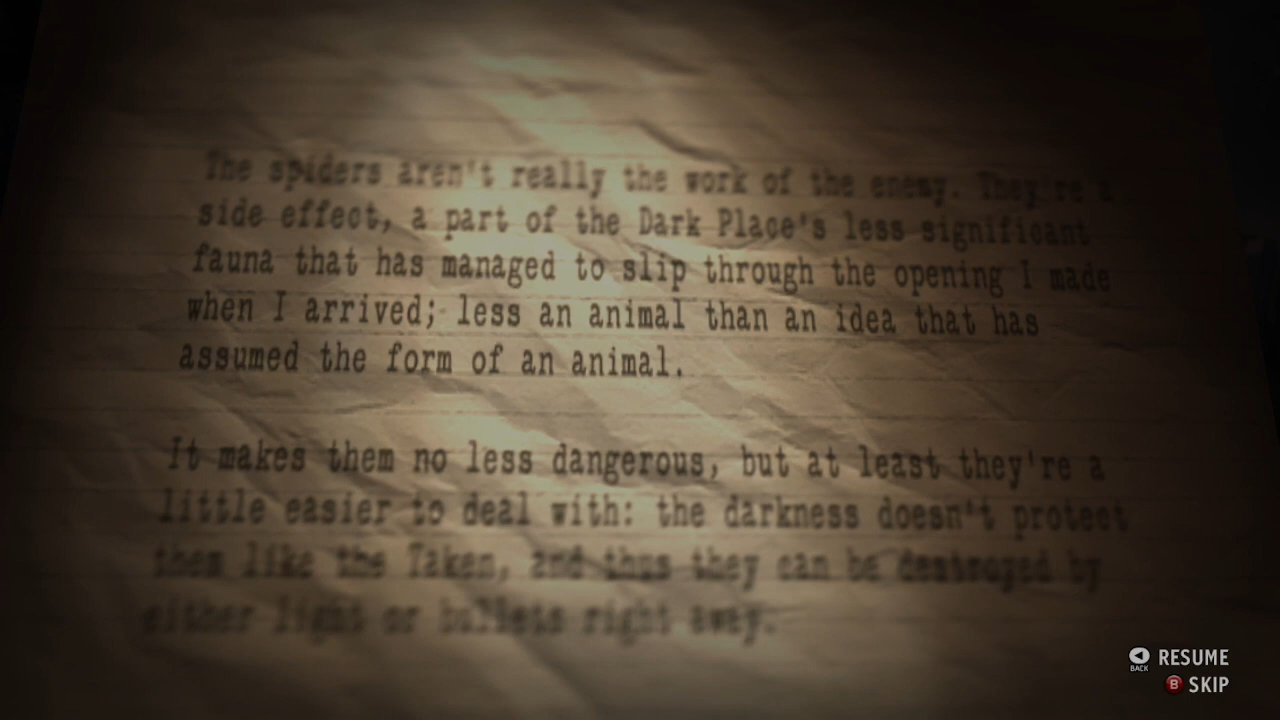 The spiders aren't really the work of the enemy. They're a
side effect, a part of the Dark Place's less significant
fauna that has managed to slip through the opening I made
when I arrived; less an animal than an idea that has
assumed the form of an animal.
It makes them no less dangerous, but at least they're a
little easier to deal with: the darkness doesn't protect
them like the Taken, and thus they can be destroyed by
either light or bullets right away.
BACK RESUME
B SKIP